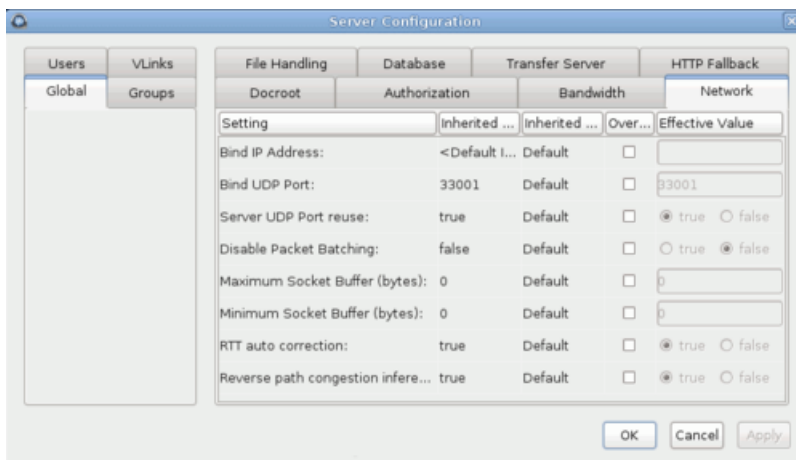 Server Configuration
Users VLinks
Global Groups
File Handling Database Transfer Server HTTP Fallback
Docroot Authorization Bandwidth Network
Setting Inherited ... Inherited ... Over... Effective Value
Bind IP Address: <Default I... Default
Bind UDP Port: 33001 Default 33001
Server UDP Port reuse: true Default true false
Disable Packet Batching: false Default true false
Maximum Socket Buffer (bytes): 0 Default 0
Minimum Socket Buffer (bytes): 0 Default 0
RTT auto correction: true Default true false
Reverse path congestion infere... true Default true false
OK Cancel Apply